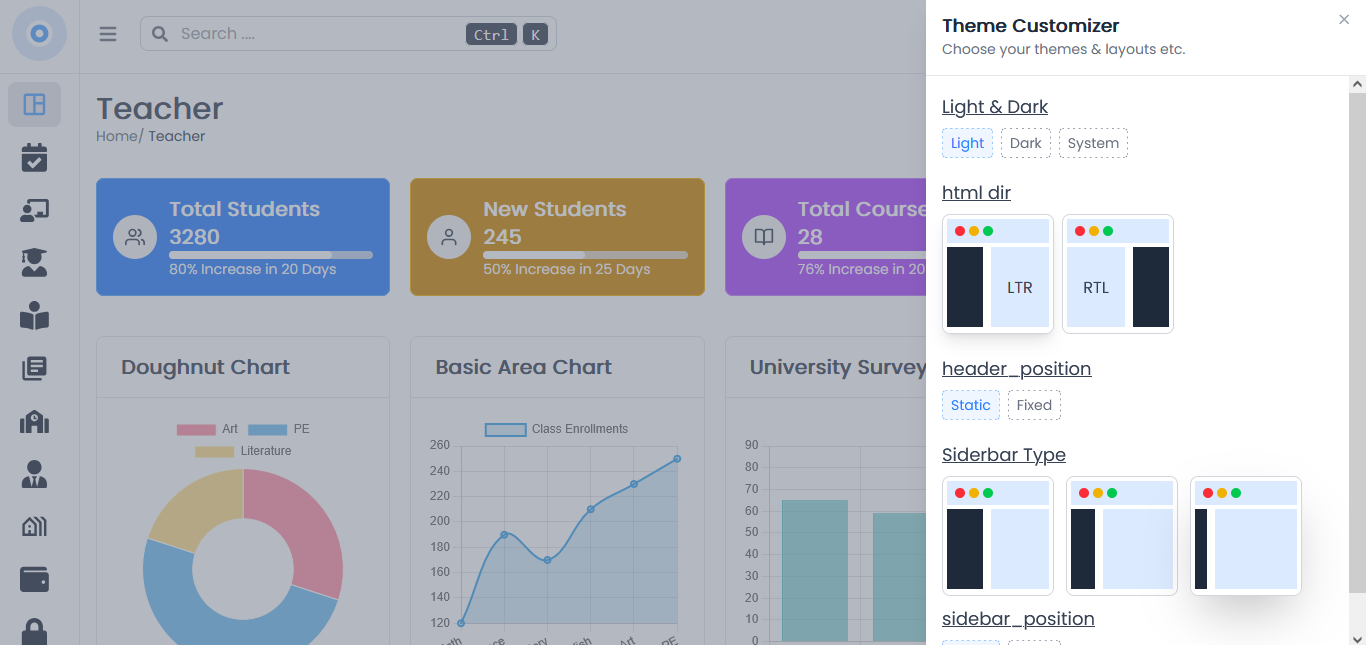 Search ....
Ctrl
K
Teacher
Home/ Teacher
Total Students
3280
80% Increase in 20 Days
New Students
245
50% Increase in 25 Days
Total Course
28
76% Increase in 20
Doughnut Chart
Art
PE
Literature
Basic Area Chart
Class Enrollments
260
240
220
200
180
160
140
120
Art
PE
University Survey
90
80
70
60
50
40
30
20
10
0
Theme Customizer
Choose your themes & layouts etc.
Light & Dark
Light
Dark
System
html dir
LTR
RTL
header_position
Static
Fixed
Siderbar Type
sidebar_position